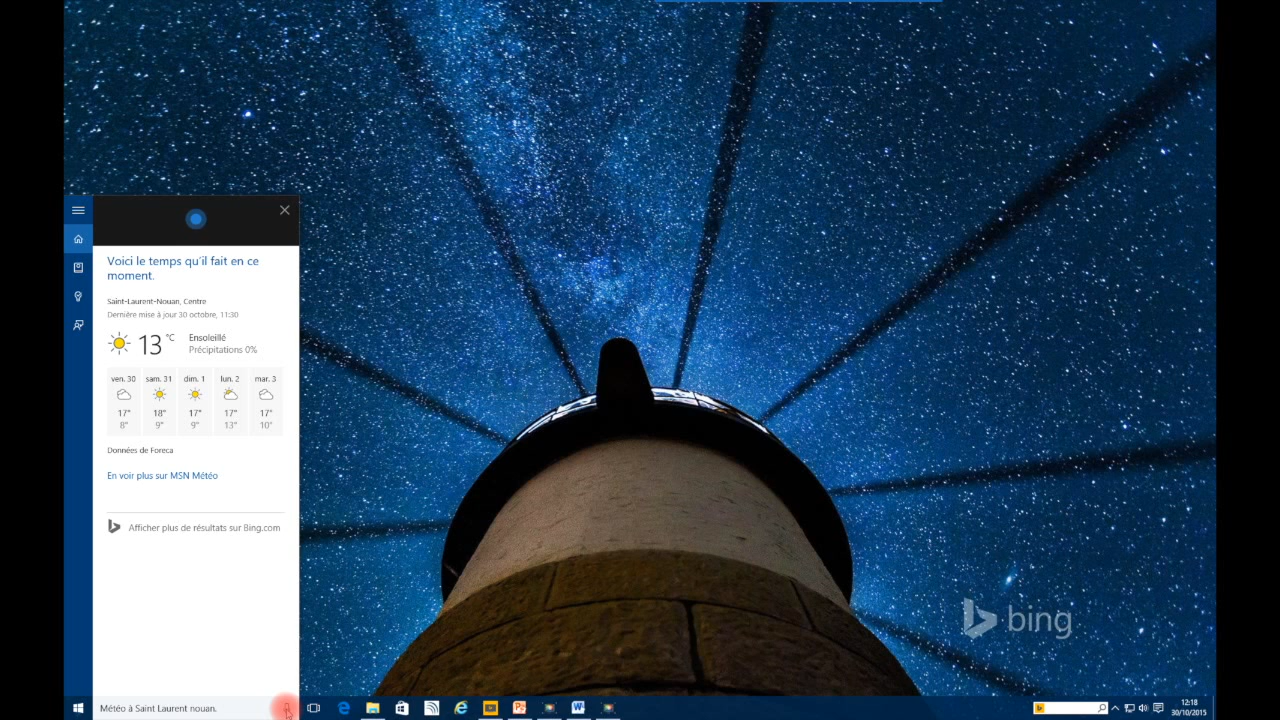 Voici le temps qu'il fait en ce
moment.
Saint-Laurent-Nouan, Centre
Dernière mise à jour 30 octobre, 11:30
13 °C
Ensoleillé
Précipitations 0%
ven. 30 sam. 31 dim. 1 lun. 2 mar. 3
17° 18° 17° 17° 17°
8° 9° 9° 13° 10°
Données de Foreca
En voir plus sur MSN Météo
Afficher plus de résultats sur Bing.com
bing
Météo à Saint Laurent nouan.
12:18
30/10/2015